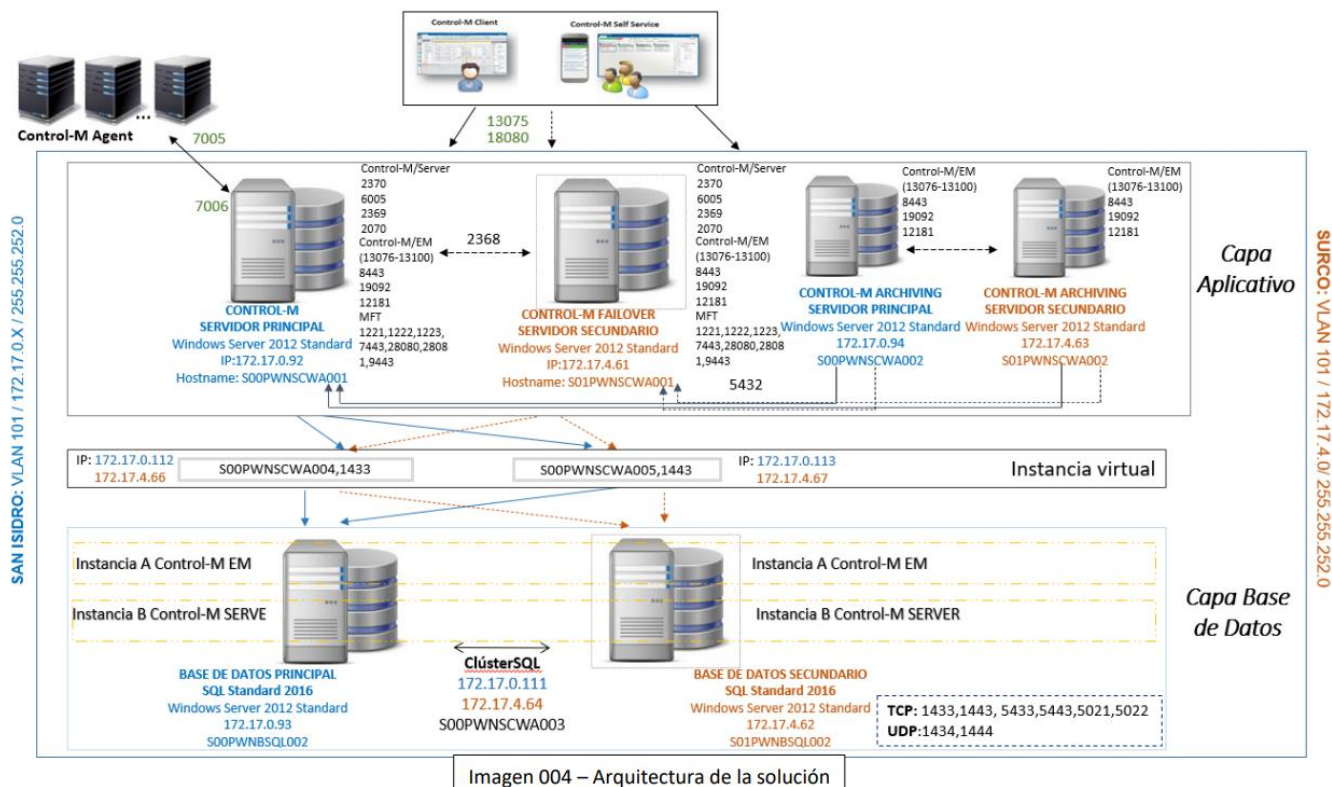 Control-M Client
Control-M Self Service
Control-M Agent
...
7005
13075
18080
7006
Control-M/Server
2370
6005
2369
2070
Control-M/EM
(13076-13100)
8443
19092
12181
MFT
1221,1222,1223,
7443,28080,2808
1,9443
2368
Control-M/Server
2370
6005
2369
2070
Control-M/EM
(13076-13100)
8443
19092
12181
MFT
1221,1222,1223,
7443,28080,2808
1,9443
Control-M/EM
(13076-13100)
8443
19092
12181
Control-M/EM
(13076-13100)
8443
19092
12181
Capa
Aplicativo
CONTROL-M
SERVIDOR PRINCIPAL
Windows Server 2012 Standard
IP:172.17.0.92
Hostname: S00PWNSCWA001
CONTROL-M FAILOVER
SERVIDOR SECUNDARIO
Windows Server 2012 Standard
IP:172.17.4.61
Hostname: S01PWNSCWA001
CONTROL-M ARCHIVING
SERVIDOR PRINCIPAL
Windows Server 2012 Standard
172.17.0.94
S00PWNSCWA002
CONTROL-M ARCHIVING
SERVIDOR SECUNDARIO
Windows Server 2012 Standard
172.17.4.63
S01PWNSCWA002
5432
SAN ISIDRO: VLAN 101 / 172.17.0.X / 255.255.252.0
SURCO: VLAN 101 / 172.17.4.0/ 255.255.252.0
IP: 172.17.0.112
172.17.4.66
S00PWNSCWA004,1433
S00PWNSCWA005,1443
IP: 172.17.0.113
172.17.4.67
Instancia virtual
Instancia A Control-M EM
Instancia A Control-M EM
Instancia B Control-M SERVE
Instancia B Control-M SERVER
Capa Base
de Datos
ClústerSQL
172.17.0.111
172.17.4.64
S00PWNSCWA003
BASE DE DATOS PRINCIPAL
SQL Standard 2016
Windows Server 2012 Standard
172.17.0.93
S00PWNBSQL002
BASE DE DATOS SECUNDARIO
SQL Standard 2016
Windows Server 2012 Standard
172.17.4.62
S01PWNBSQL002
TCP: 1433,1443, 5433,5443,5021,5022
UDP:1434,1444
Imagen 004 – Arquitectura de la solución